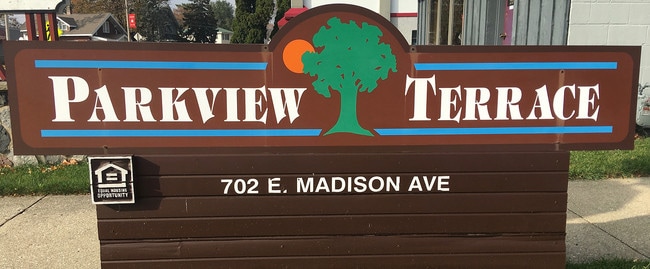 PARKVIEW TERRACE
702 E. MADISON AVE
EQUAL HOUSING
OPPORTUNITY